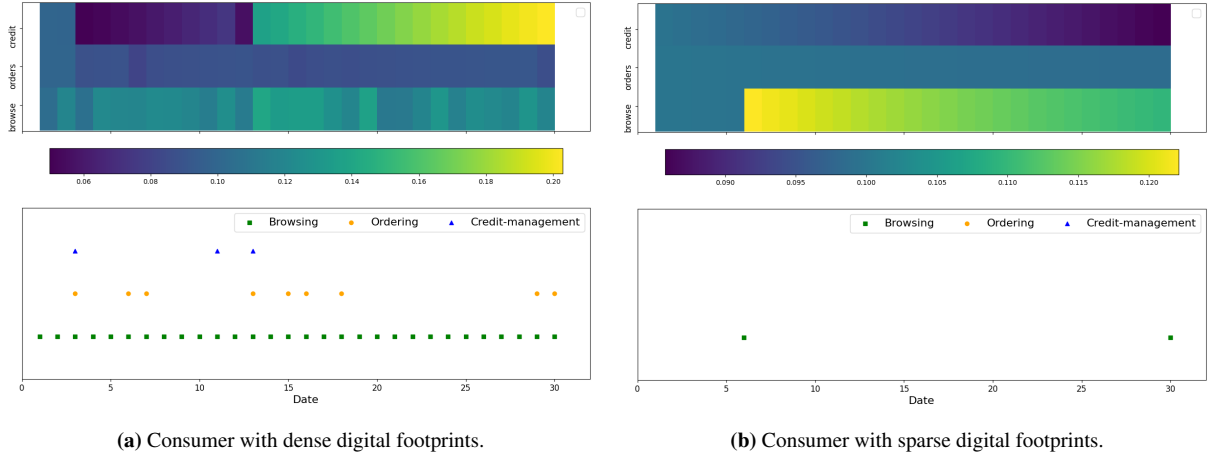 credit
orders
browse
0.06 0.08 0.10 0.12 0.14 0.16 0.18 0.20
Browsing Ordering Credit-management
0 5 10 15 20 25 30
Date
(a) Consumer with dense digital footprints.
credit
orders
browse
0.090 0.095 0.100 0.105 0.110 0.115 0.120
Browsing Ordering Credit-management
0 5 10 15 20 25 30
Date
(b) Consumer with sparse digital footprints.